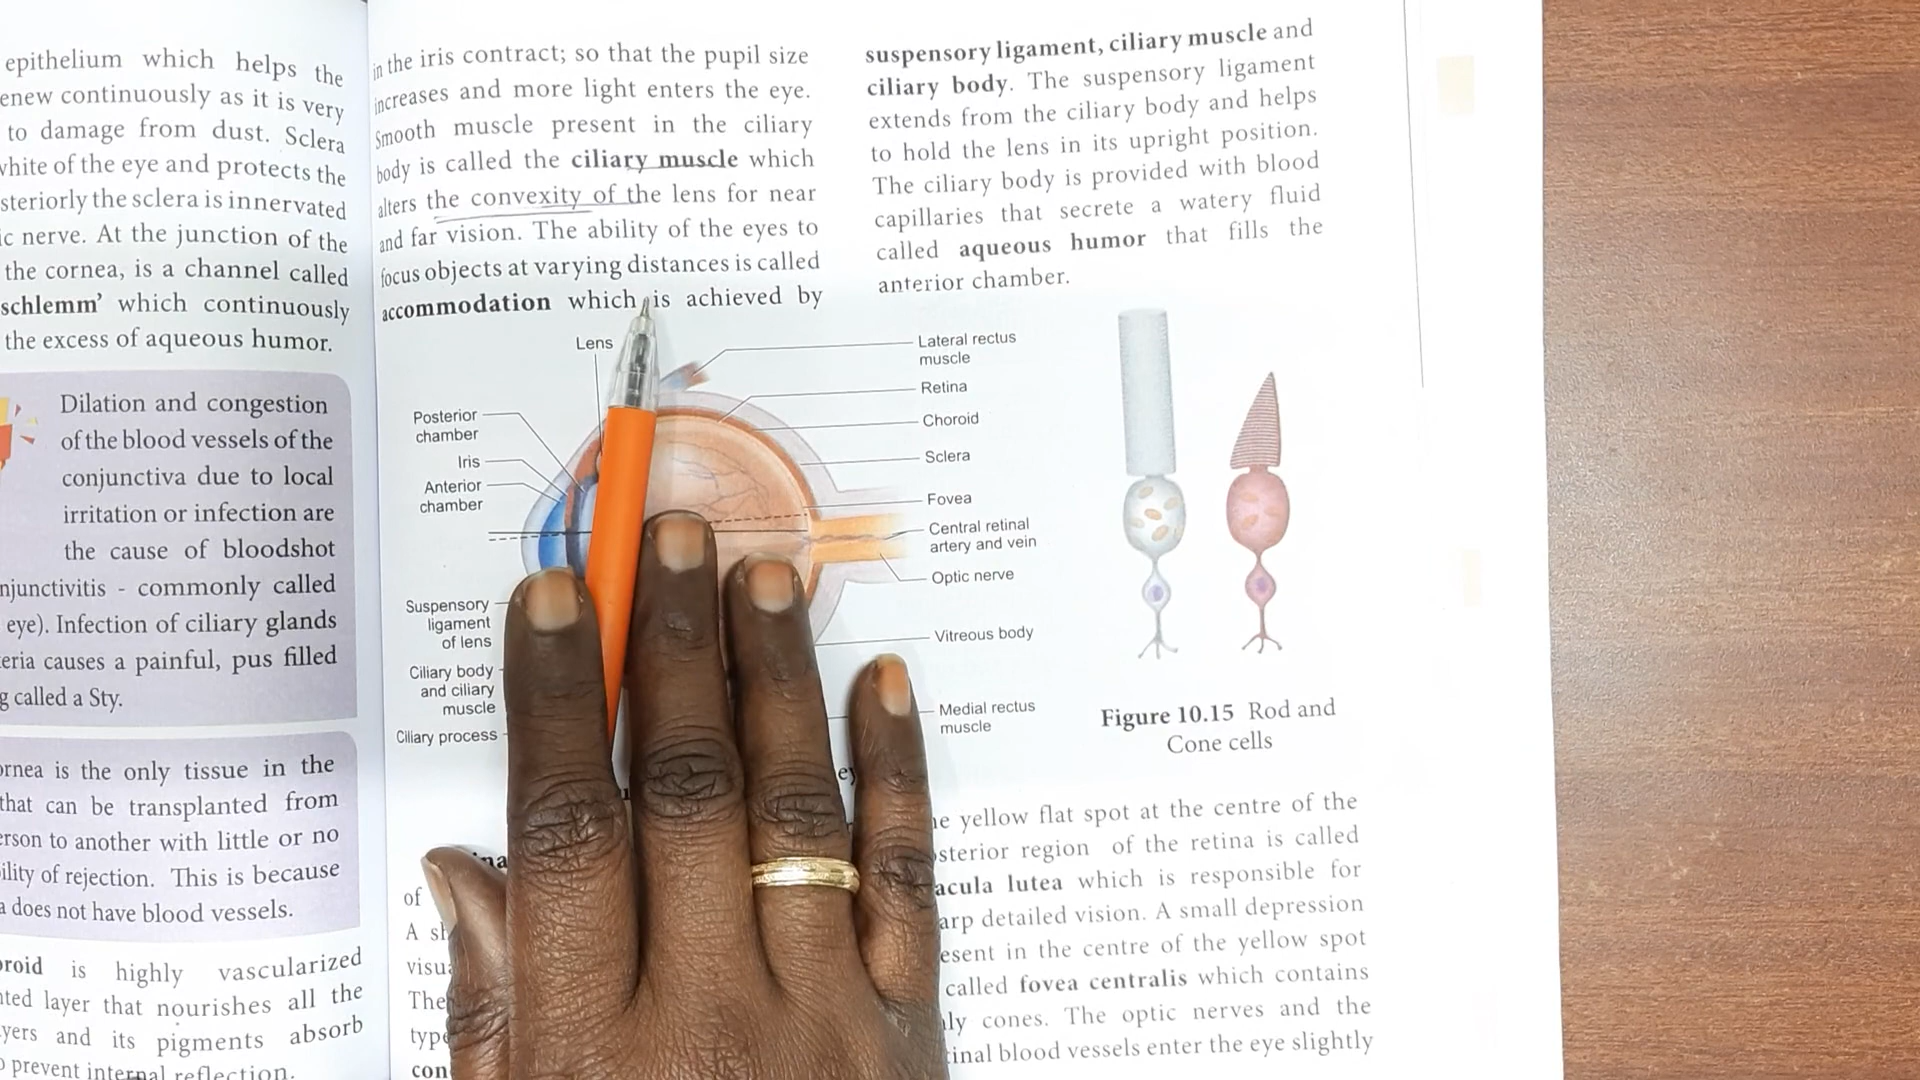 epithelium which helps the
enew continuously as it is very
to damage from dust. Sclera
white of the eye and protects the
steriorly the sclera is innervated
ic nerve. At the junction of the
the cornea, is a channel called
schlemm’ which continuously
the excess of aqueous humor.
Dilation and congestion
of the blood vessels of the
conjunctiva due to local
irritation or infection are
the cause of bloodshot
njunctivitis - commonly called
eye). Infection of ciliary glands
eria causes a painful, pus filled
g called a Sty.
ornea is the only tissue in the
that can be transplanted from
erson to another with little or no
ility of rejection. This is because
a does not have blood vessels.
oroid is highly vascularized
nted layer that nourishes all the
yers and its pigments absorb
prevent internal reflection.
in the iris contract; so that the pupil size
increases and more light enters the eye.
Smooth muscle present in the ciliary
body is called the ciliary muscle which
alters the convexity of the lens for near
and far vision. The ability of the eyes to
focus objects at varying distances is called
accommodation which is achieved by
suspensory ligament, ciliary muscle and
ciliary body. The suspensory ligament
extends from the ciliary body and helps
to hold the lens in its upright position.
The ciliary body is provided with blood
capillaries that secrete a watery fluid
called aqueous humor that fills the
anterior chamber.
Lens
Posterior
chamber
Iris
Anterior
chamber
Suspensory
ligament
of lens
Ciliary body
and ciliary
muscle
Ciliary process
Lateral rectus
muscle
Retina
Choroid
Sclera
Fovea
Central retinal
artery and vein
Optic nerve
Vitreous body
Medial rectus
muscle
Figure 10.15 Rod and
Cone cells
of
A sh
visua
The
type
con
he yellow flat spot at the centre of the
sterior region of the retina is called
acula lutea which is responsible for
arp detailed vision. A small depression
esent in the centre of the yellow spot
called fovea centralis which contains
ly cones. The optic nerves and the
tinal blood vessels enter the eye slightly